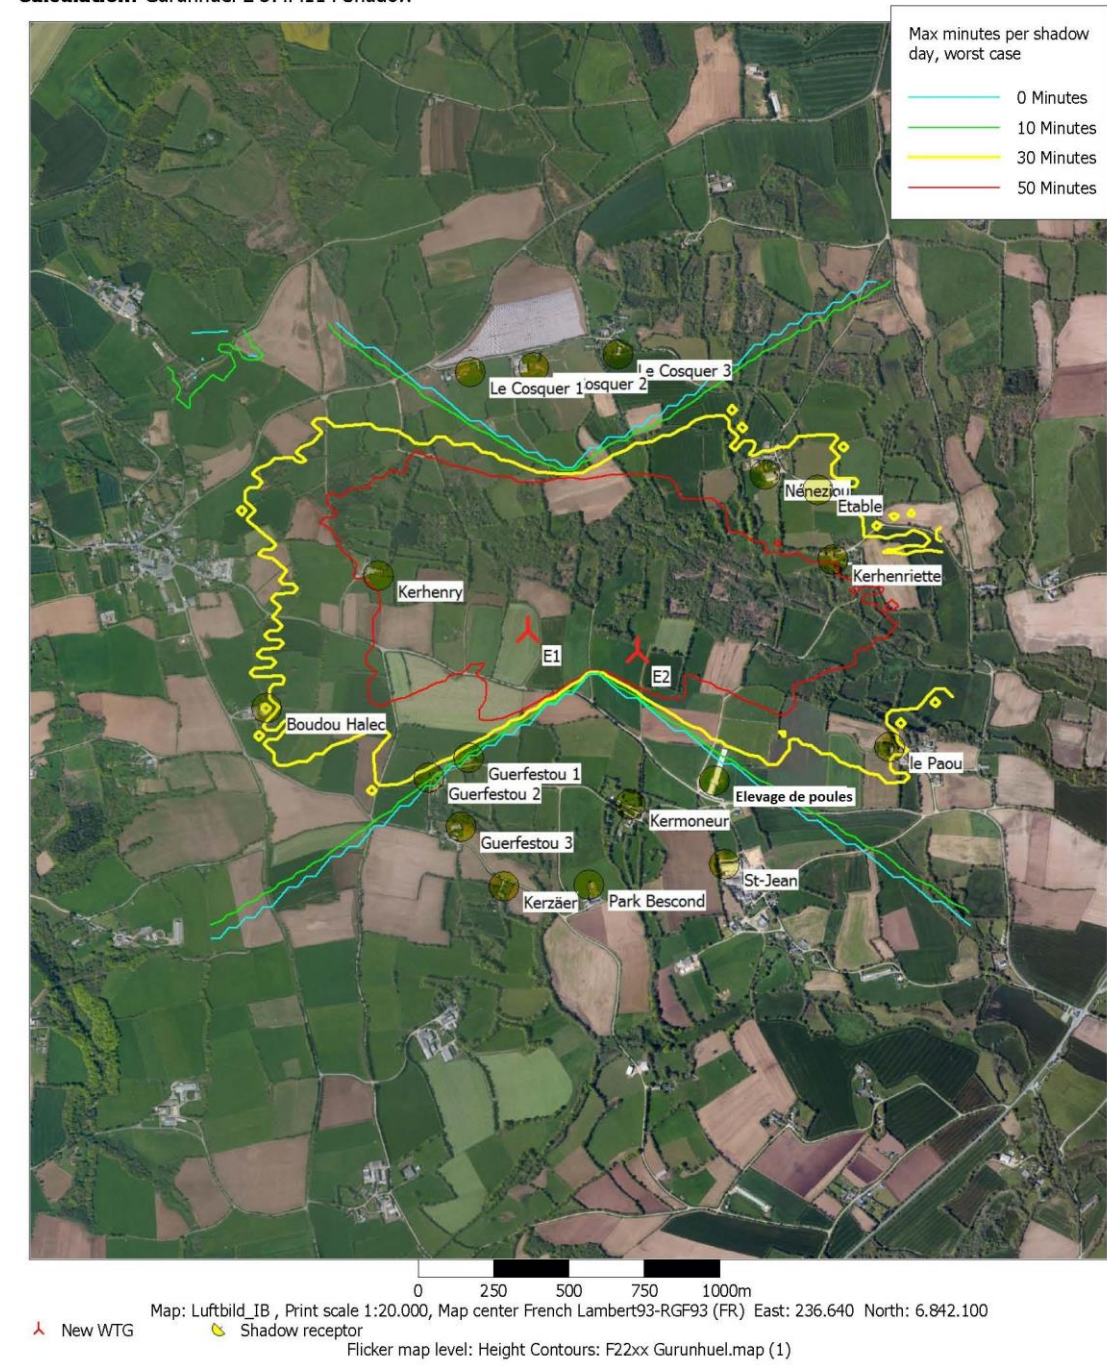 Max minutes per shadow
day, worst case
0 Minutes
10 Minutes
30 Minutes
50 Minutes
Le Cosquer 3
Le Cosquer 1
osquer 2
Etable
Kerhenriette
Kerhenry
E1
E2
Boudou Halec
le Paou
Guerfestou 1
Guerfestou 2
Elevage de poules
Kermoneur
Guerfestou 3
St-Jean
Kerzäer
Park Bescond
0 250 500 750 1000m
Map: Luftbild_IB , Print scale 1:20.000, Map center French Lambert93-RGF93 (FR) East: 236.640 North: 6.842.100
New WTG Shadow receptor
Flicker map level: Height Contours: F22xx Gurunhuel.map (1)